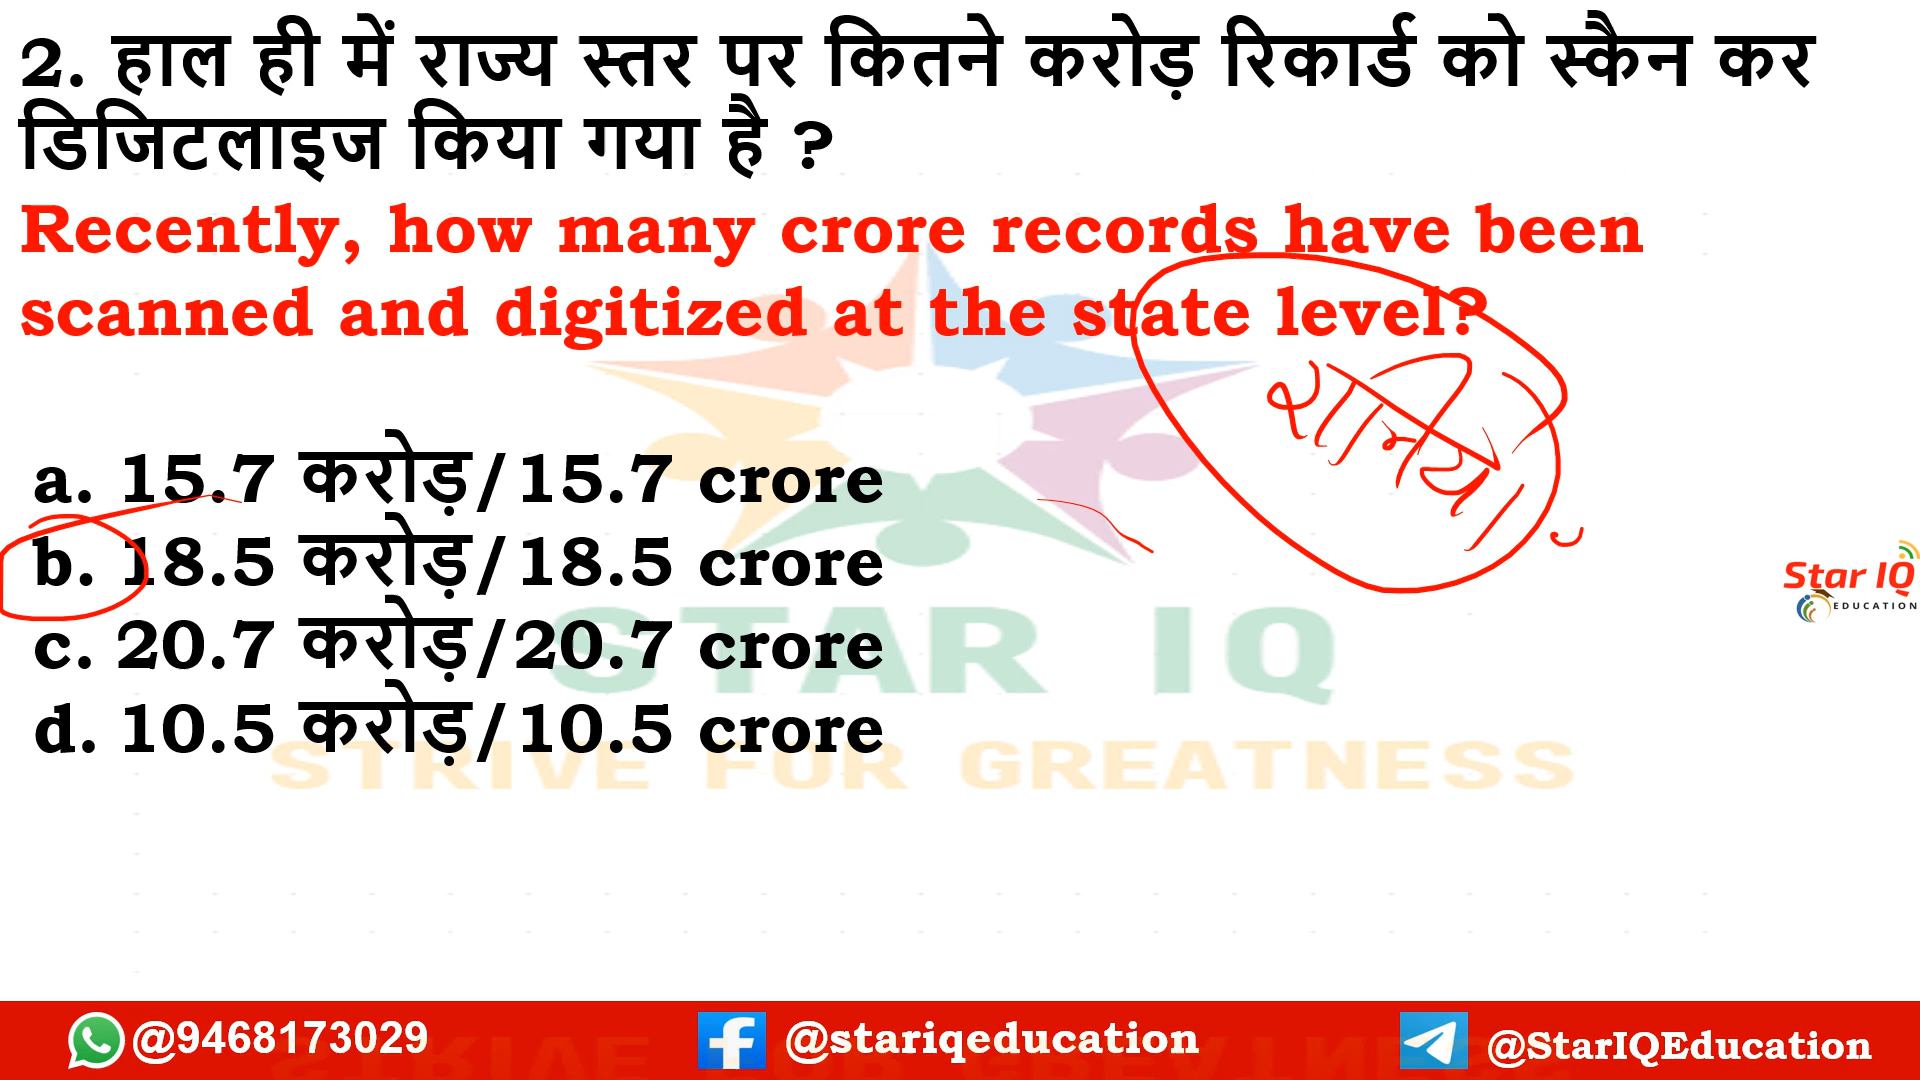 2. हाल ही में राज्य स्तर पर कितने करोड़ रिकार्ड को स्कैन कर
डिजिटलाइज किया गया है ?
Recently, how many crore records have been
scanned and digitized at the state level?
a. 15.7 करोड़/15.7 crore
b. 18.5 करोड़/18.5 crore
c. 20.7 करोड़/20.7 crore
d. 10.5 करोड़/10.5 crore
STAR IQ
STRIVE FOR GREATNESS
Star IQ
EDUCATION
@9468173029
@stariqeducation
@StarIQEducation